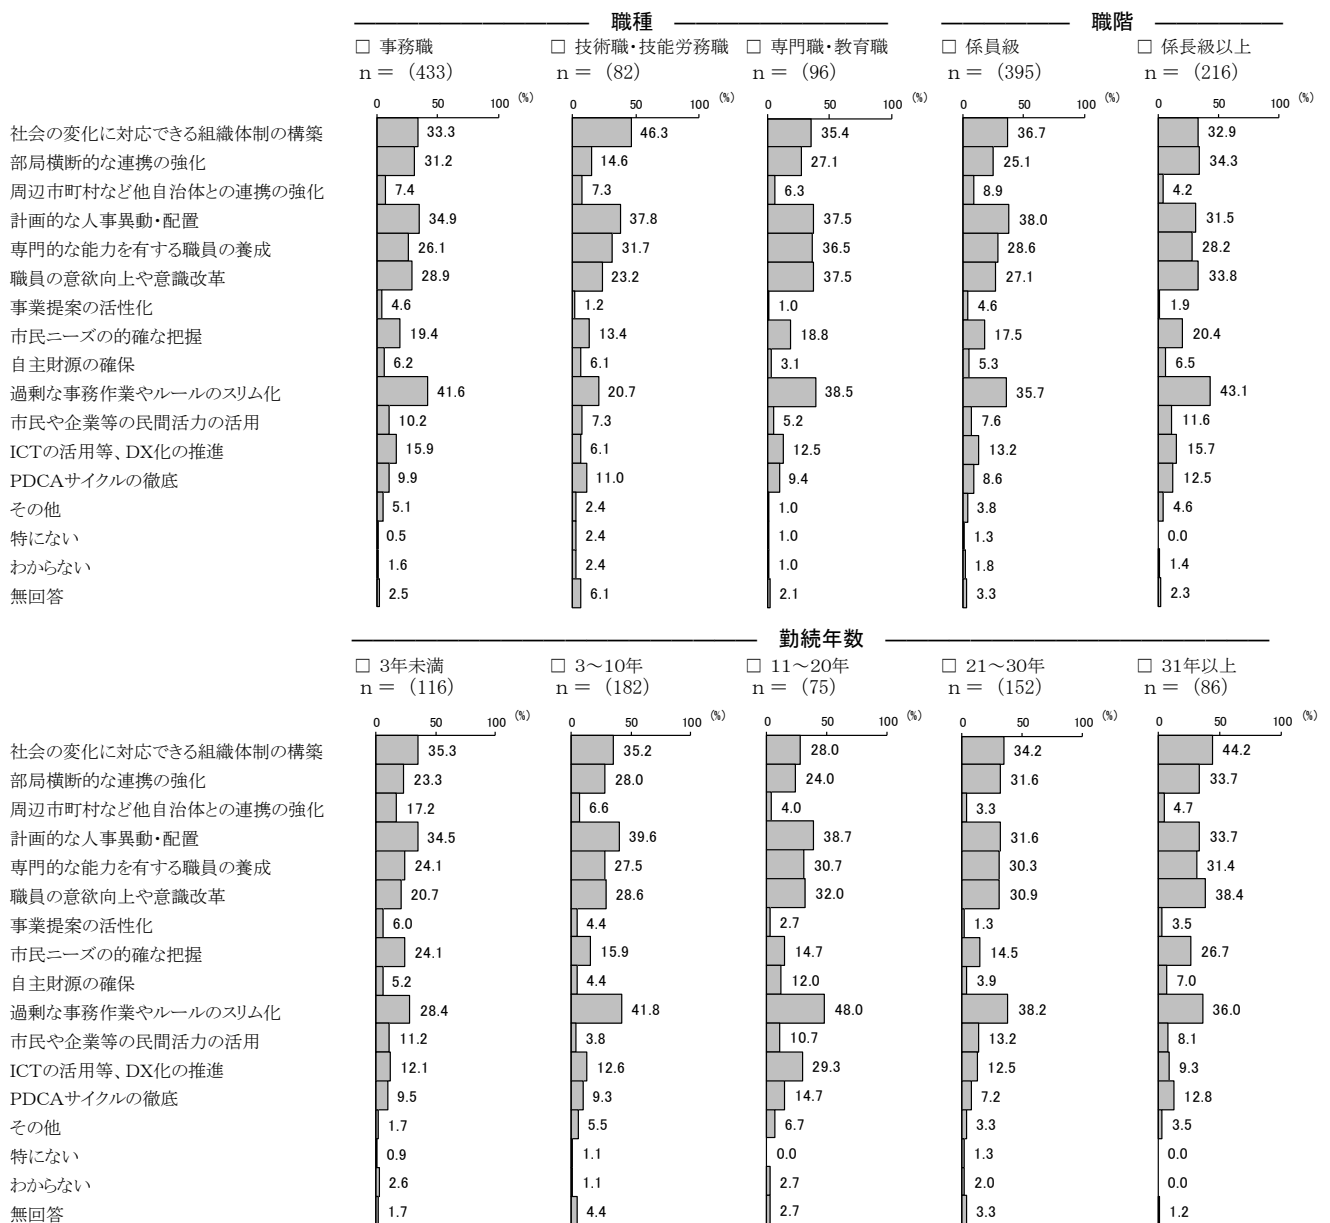 職種 職階
□ 事務職 □ 技術職・技能労務職 □ 専門職・教育職 □ 係員級 □ 係長級以上
n = (433) n = (82) n = (96) n = (395) n = (216)
0 50 100 (%) 0 50 100 (%) 0 50 100 (%) 0 50 100 (%) 0 50 100 (%)
社会の変化に対応できる組織体制の構築 33.3 46.3 35.4 36.7 32.9
部局横断的な連携の強化 31.2 14.6 27.1 25.1 34.3
周辺市町村など他自治体との連携の強化 7.4 7.3 6.3 8.9 4.2
計画的な人事異動・配置 34.9 37.8 37.5 38.0 31.5
専門的な能力を有する職員の養成 26.1 31.7 36.5 28.6 28.2
職員の意欲向上や意識改革 28.9 23.2 37.5 27.1 33.8
事業提案の活性化 4.6 1.2 1.0 4.6 1.9
市民ニーズの的確な把握 19.4 13.4 18.8 17.5 20.4
自主財源の確保 6.2 6.1 3.1 5.3 6.5
過剰な事務作業やルールのスリム化 41.6 20.7 38.5 35.7 43.1
市民や企業等の民間活力の活用 10.2 7.3 5.2 7.6 11.6
ICTの活用等、DX化の推進 15.9 6.1 12.5 13.2 15.7
PDCAサイクルの徹底 9.9 11.0 9.4 8.6 12.5
その他 5.1 2.4 1.0 3.8 4.6
特にない 0.5 2.4 1.0 1.3 0.0
わからない 1.6 2.4 1.0 1.8 1.4
無回答 2.5 6.1 2.1 3.3 2.3
勤続年数
□ 3年未満 □ 3～10年 □ 11～20年 □ 21～30年 □ 31年以上
n = (116) n = (182) n = (75) n = (152) n = (86)
0 50 100 (%) 0 50 100 (%) 0 50 100 (%) 0 50 100 (%) 0 50 100 (%)
社会の変化に対応できる組織体制の構築 35.3 35.2 28.0 34.2 44.2
部局横断的な連携の強化 23.3 28.0 24.0 31.6 33.7
周辺市町村など他自治体との連携の強化 17.2 6.6 4.0 3.3 4.7
計画的な人事異動・配置 34.5 39.6 38.7 31.6 33.7
専門的な能力を有する職員の養成 24.1 27.5 30.7 30.3 31.4
職員の意欲向上や意識改革 20.7 28.6 32.0 30.9 38.4
事業提案の活性化 6.0 4.4 2.7 1.3 3.5
市民ニーズの的確な把握 24.1 15.9 14.7 14.5 26.7
自主財源の確保 5.2 4.4 12.0 3.9 7.0
過剰な事務作業やルールのスリム化 28.4 41.8 48.0 38.2 36.0
市民や企業等の民間活力の活用 11.2 3.8 10.7 13.2 8.1
ICTの活用等、DX化の推進 12.1 12.6 29.3 12.5 9.3
PDCAサイクルの徹底 9.5 9.3 14.7 7.2 12.8
その他 1.7 5.5 6.7 3.3 3.5
特にない 0.9 1.1 0.0 1.3 0.0
わからない 2.6 1.1 2.7 2.0 0.0
無回答 1.7 4.4 2.7 3.3 1.2